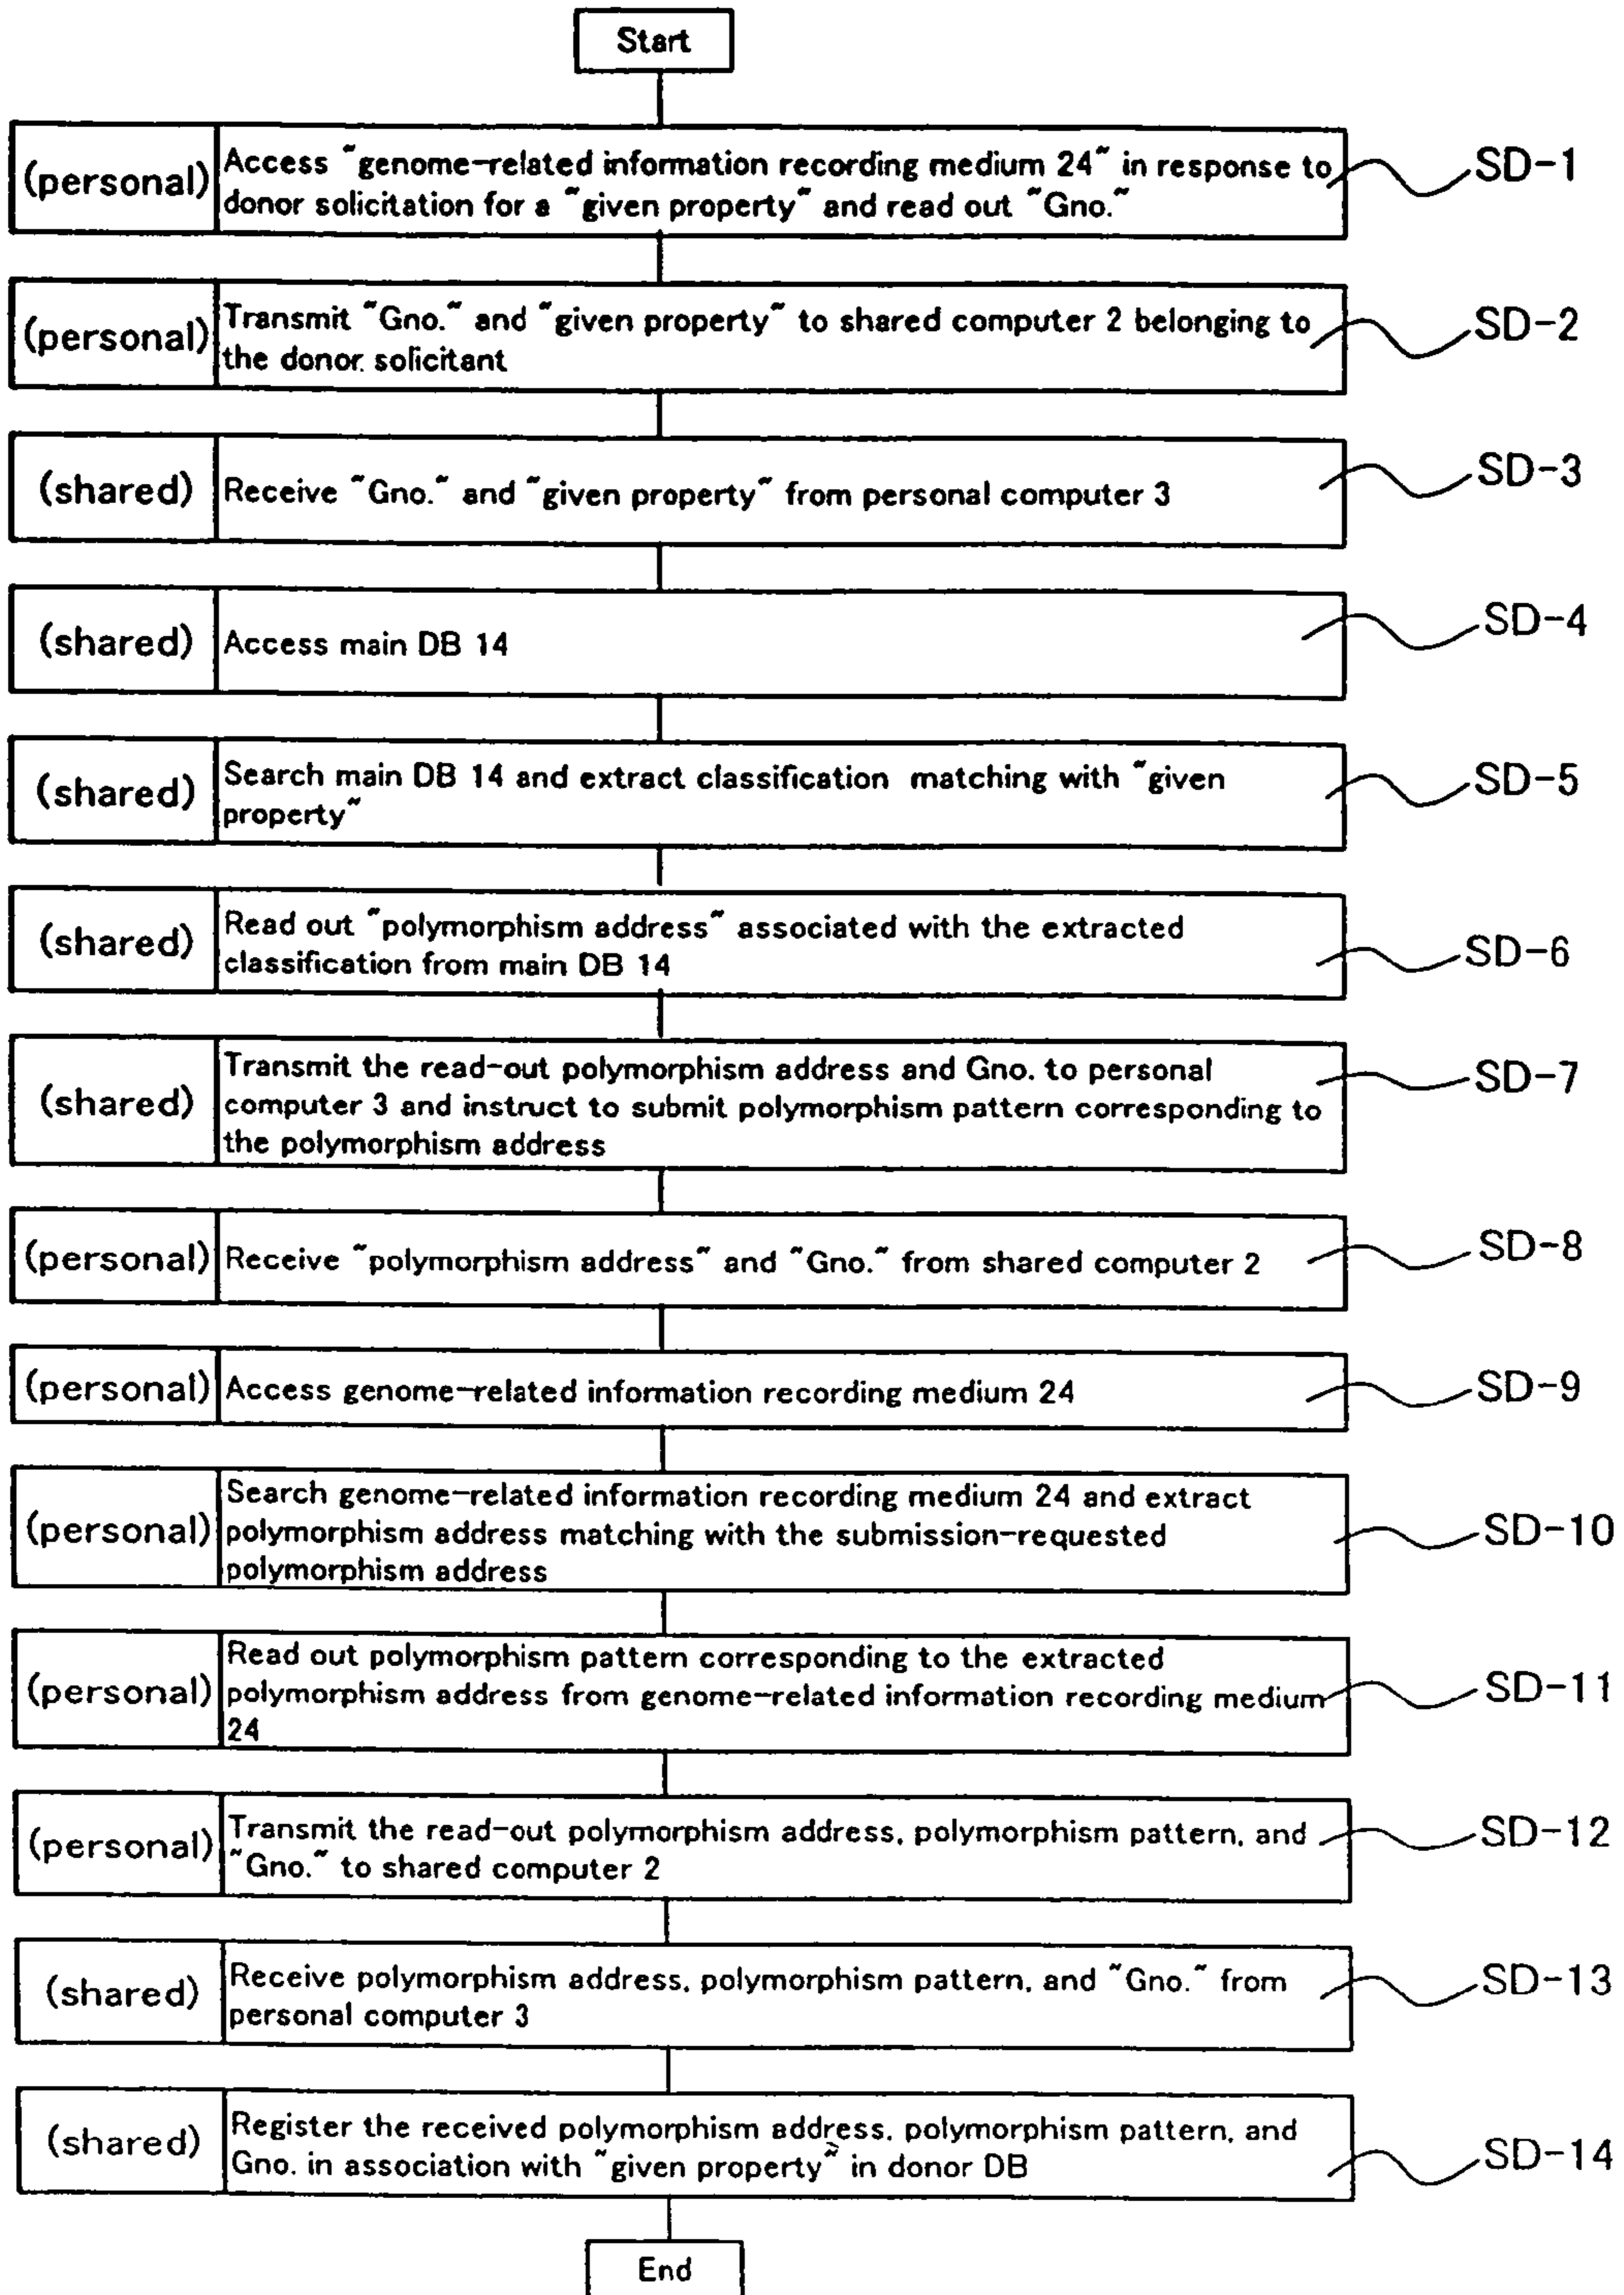 Start
(personal) Access "genome-related information recording medium 24" in response to
donor solicitation for a "given property" and read out "Gno."
SD-1
(personal) Transmit "Gno." and "given property" to shared computer 2 belonging to
the donor. solicitant
SD-2
(shared) Receive "Gno." and "given property" from personal computer 3
SD-3
(shared) Access main DB 14
SD-4
(shared) Search main DB 14 and extract classification matching with "given
property"
SD-5
(shared) Read out "polymorphism address" associated with the extracted
classification from main DB 14
SD-6
(shared) Transmit the read-out polymorphism address and Gno. to personal
computer 3 and instruct to submit polymorphism pattern corresponding to
the polymorphism address
SD-7
(personal) Receive "polymorphism address" and "Gno." from shared computer 2
SD-8
(personal) Access genome-related information recording medium 24
SD-9
(personal) Search genome-related information recording medium 24 and extract
polymorphism address matching with the submission-requested
polymorphism address
SD-10
(personal) Read out polymorphism pattern corresponding to the extracted
polymorphism address from genome-related information recording medium
24
SD-11
(personal) Transmit the read-out polymorphism address, polymorphism pattern, and
"Gno." to shared computer 2
SD-12
(shared) Receive polymorphism address, polymorphism pattern, and "Gno." from
personal computer 3
SD-13
(shared) Register the received polymorphism address, polymorphism pattern, and
Gno. in association with "given property" in donor DB
SD-14
End